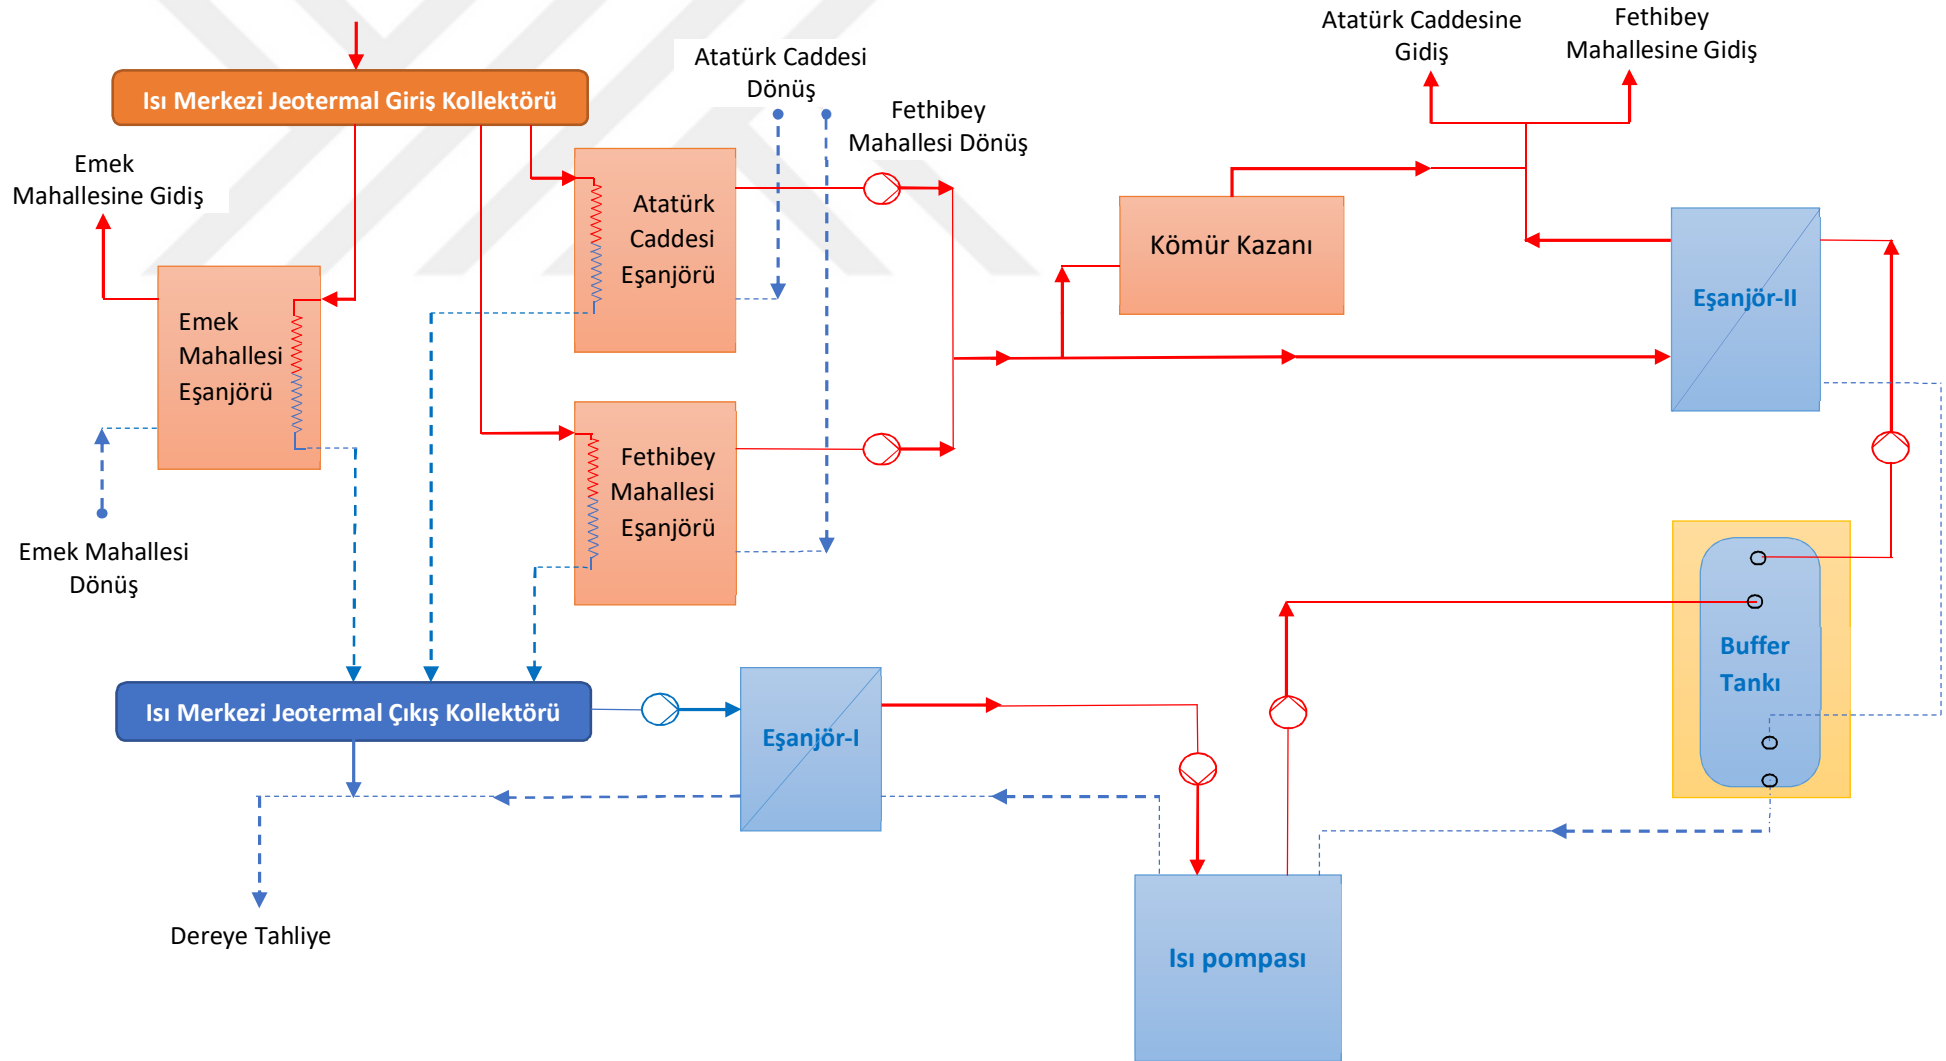 Atatürk Caddesine
Gidiş
Fethibey
Mahallesine Gidiş
Atatürk Caddesi
Dönüş
Isı Merkezi Jeotermal Giriş Kollektörü
Fethibey
Mahallesi Dönüş
Emek
Mahallesine Gidiş
Atatürk
Caddesi
Eşanjörü
Kömür Kazanı
Eşanjör-II
Emek
Mahallesi
Eşanjörü
Fethibey
Mahallesi
Eşanjörü
Emek Mahallesi
Dönüş
Buffer
Tankı
Isı Merkezi Jeotermal Çıkış Kollektörü
Eşanjör-I
Dereye Tahliye
Isı pompası